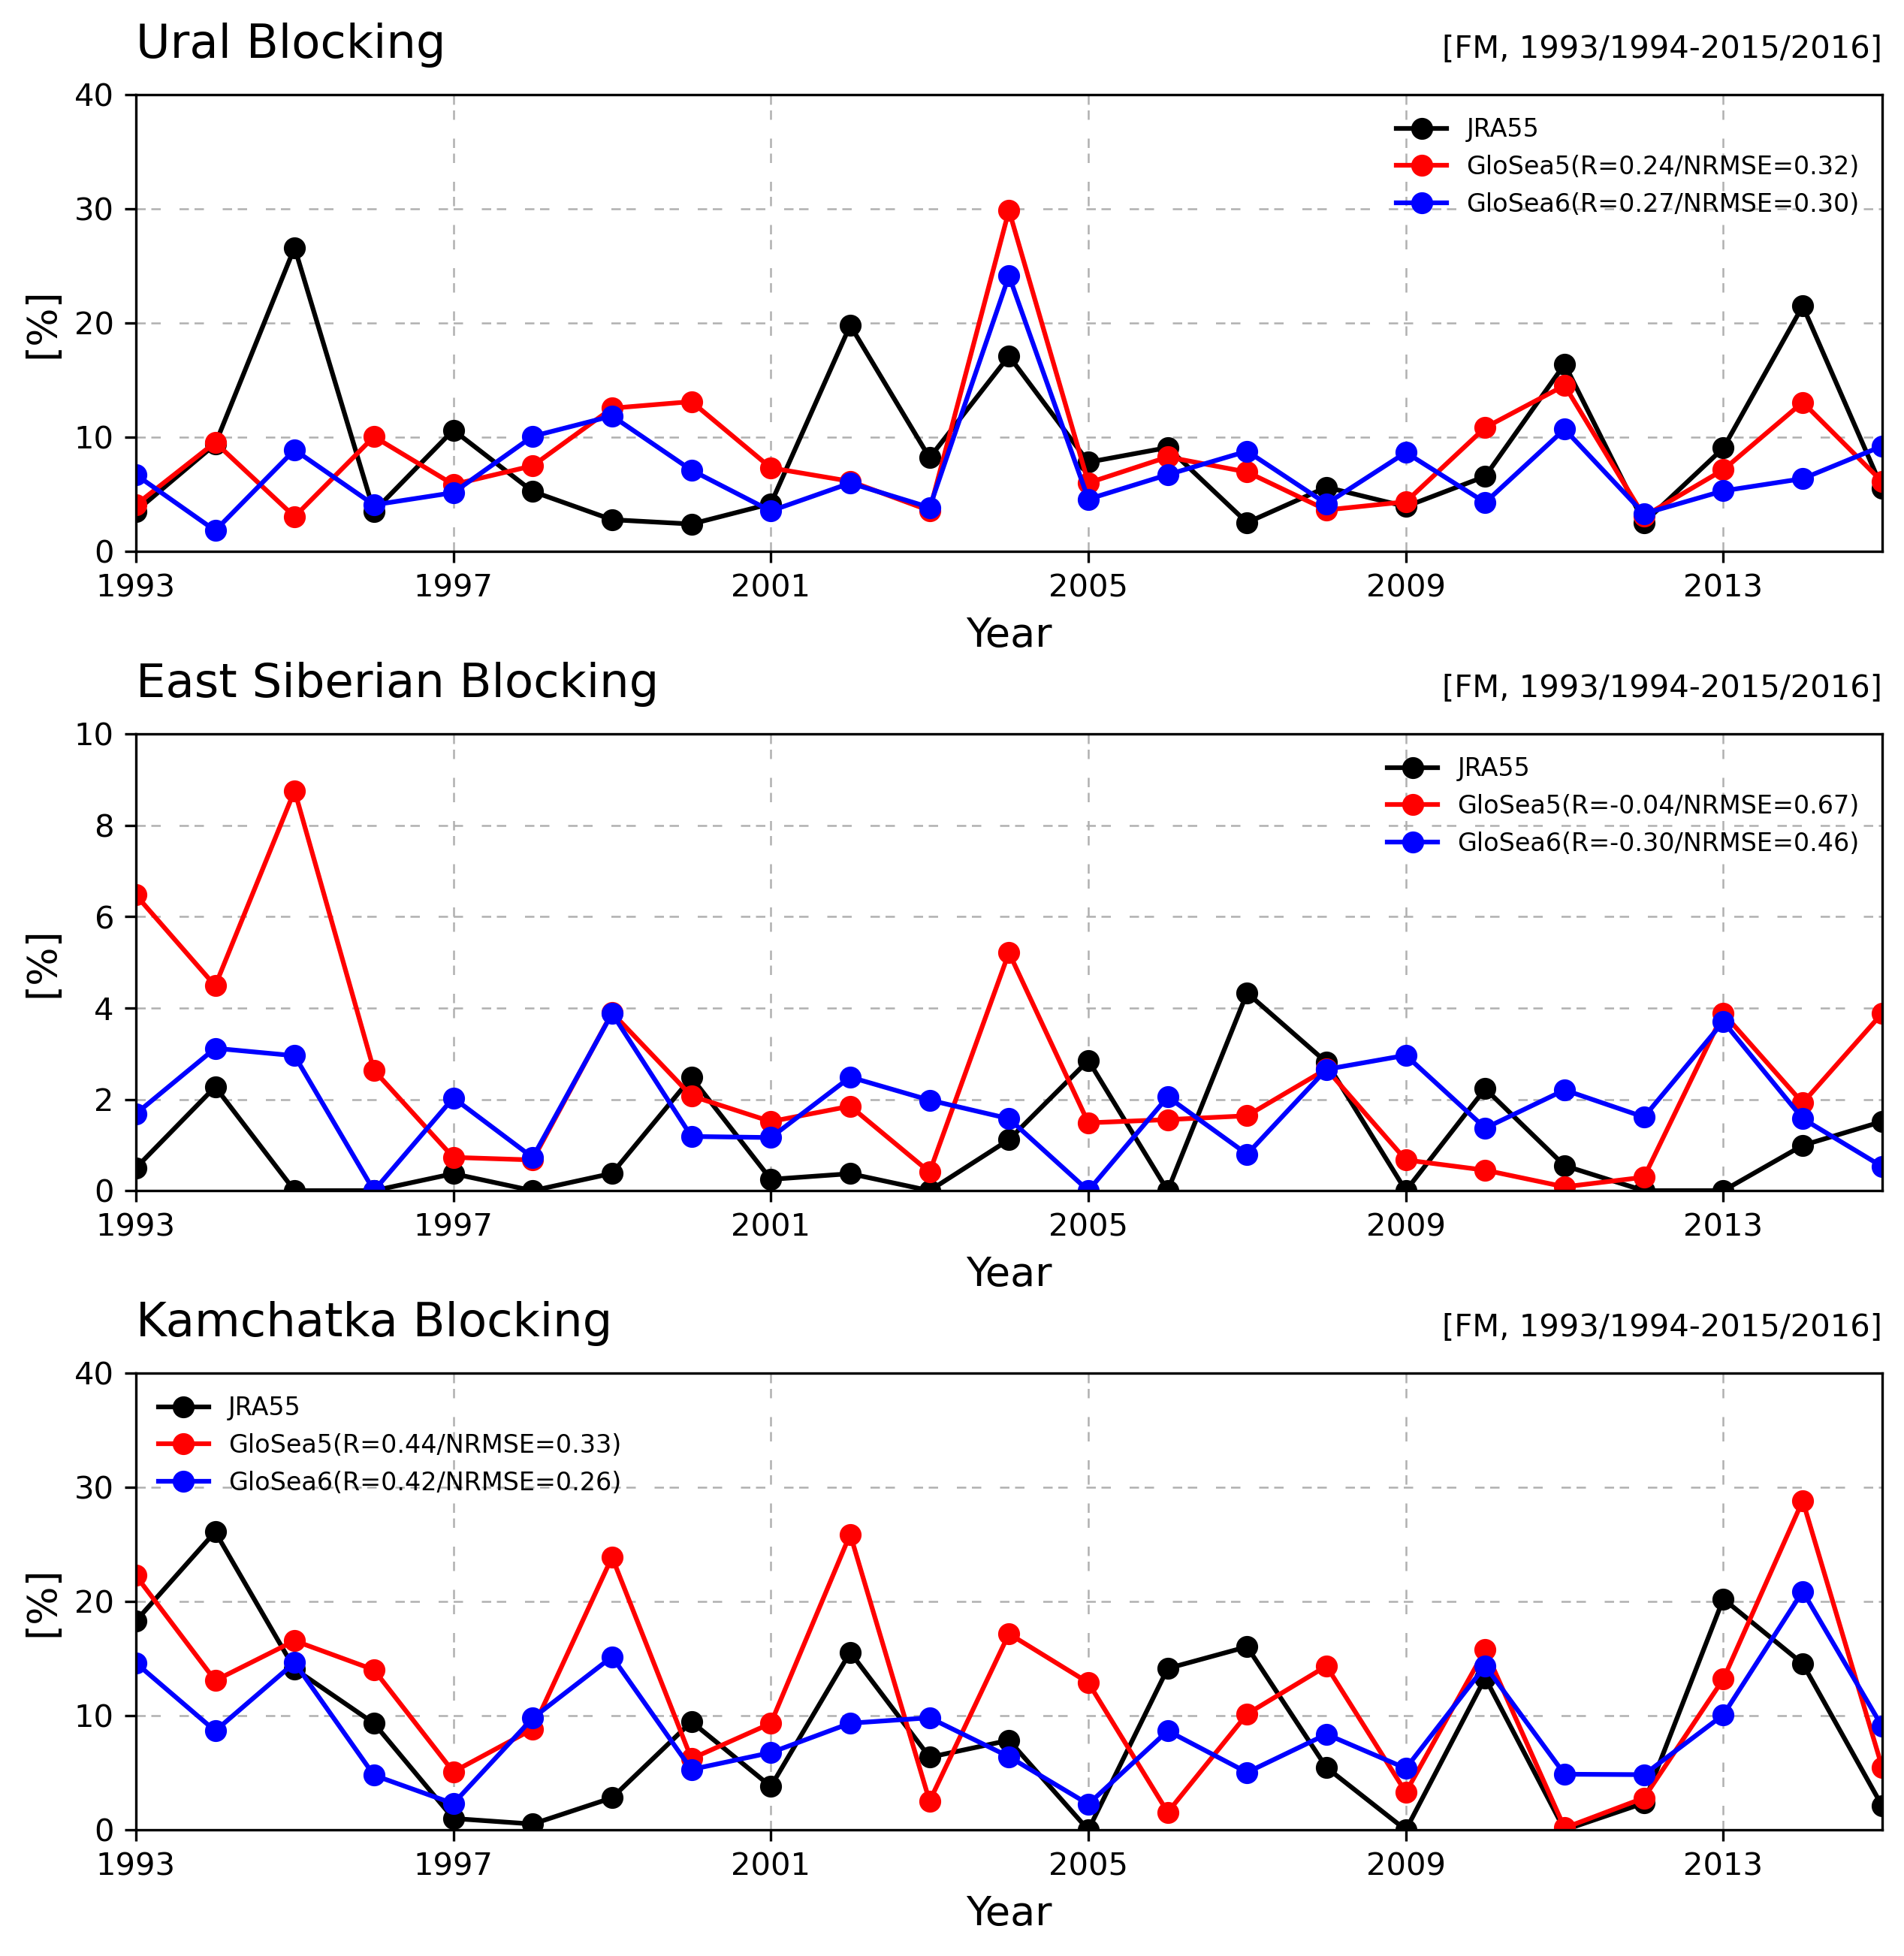 Ural Blocking [FM, 1993/1994-2015/2016]
40
30
20
10
0
[%]
JRA55
GloSea5(R=0.24/NRMSE=0.32)
GloSea6(R=0.27/NRMSE=0.30)
1993 1997 2001 2005 2009 2013
Year
East Siberian Blocking [FM, 1993/1994-2015/2016]
10
8
6
4
2
0
[%]
JRA55
GloSea5(R=-0.04/NRMSE=0.67)
GloSea6(R=-0.30/NRMSE=0.46)
1993 1997 2001 2005 2009 2013
Year
Kamchatka Blocking [FM, 1993/1994-2015/2016]
40
30
20
10
0
[%]
JRA55
GloSea5(R=0.44/NRMSE=0.33)
GloSea6(R=0.42/NRMSE=0.26)
1993 1997 2001 2005 2009 2013
Year